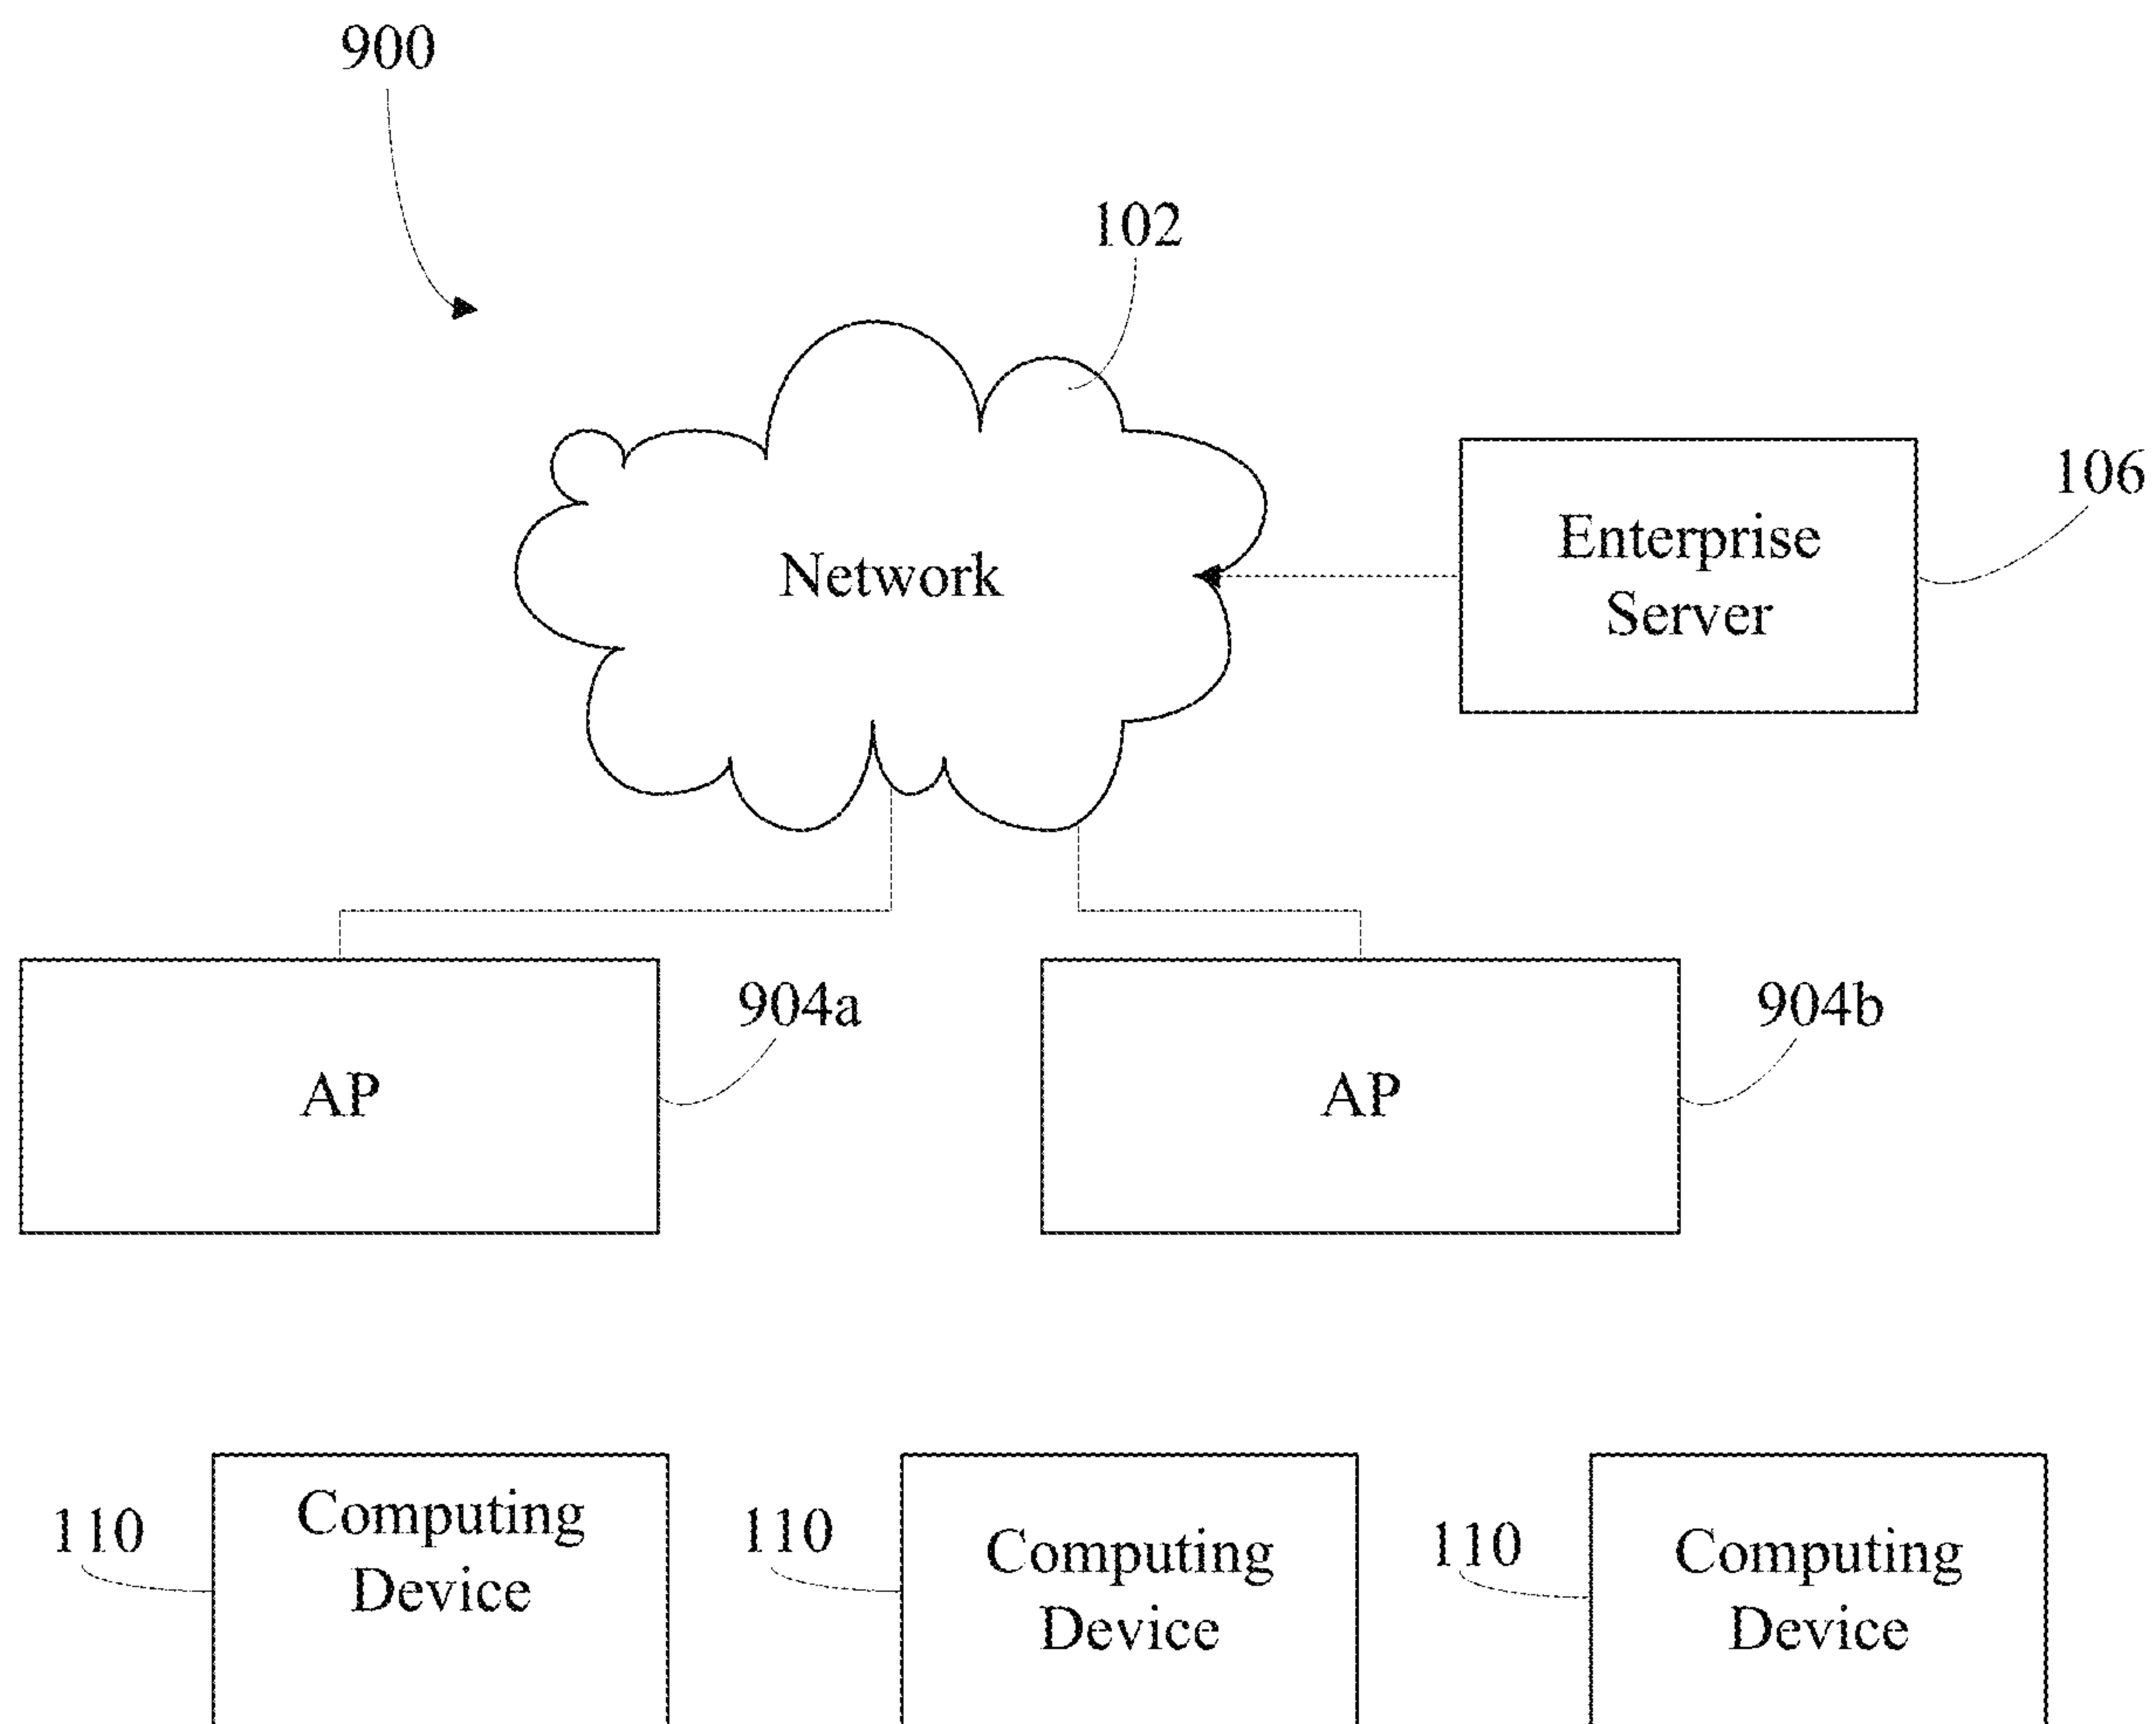 900
102
106
Enterprise
Server
Network
904a
904b
AP
AP
110
Computing
Device
110
Computing
Device
110
Computing
Device